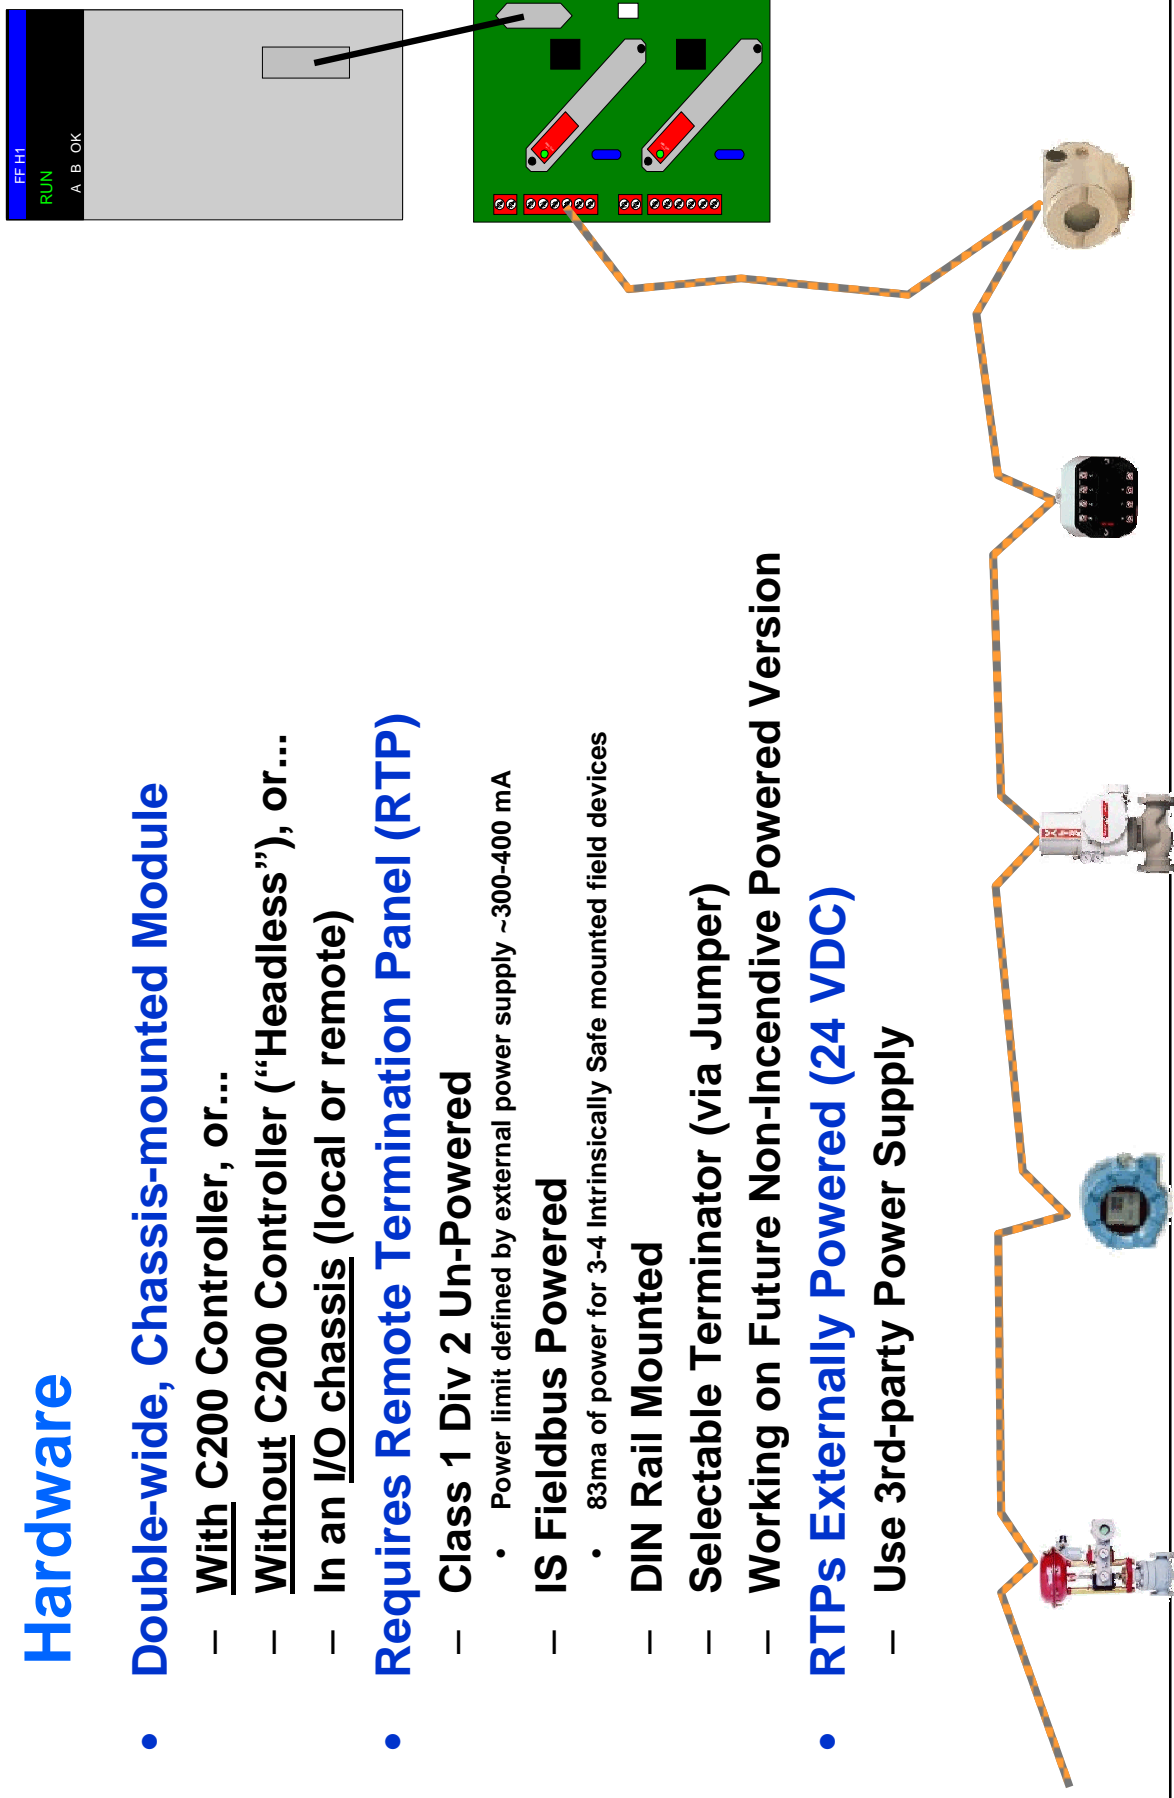 Hardware
• Double-wide, Chassis-mounted Module
– With C200 Controller, or...
– Without C200 Controller (“Headless”), or...
– In an I/O chassis (local or remote)
• Requires Remote Termination Panel (RTP)
– Class 1 Div 2 Un-Powered
• Power limit defined by external power supply ~300-400 mA
– IS Fieldbus Powered
• 83ma of power for 3-4 Intrinsically Safe mounted field devices
– DIN Rail Mounted
– Selectable Terminator (via Jumper)
– Working on Future Non-Incendive Powered Version
• RTPs Externally Powered (24 VDC)
– Use 3rd-party Power Supply
FF H1
RUN
A B OK